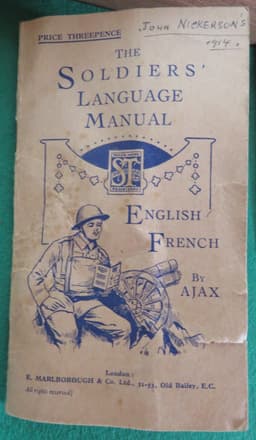 PRICE THREEPENCE
John Nickerson's
1914.
THE
SOLDIERS'
LANGUAGE
MANUAL
ENGLISH
FRENCH
BY
AJAX
London:
E. MARLBOROUGH & Co. Ltd., 51-53, Old Bailey, E.C.
All rights reserved]